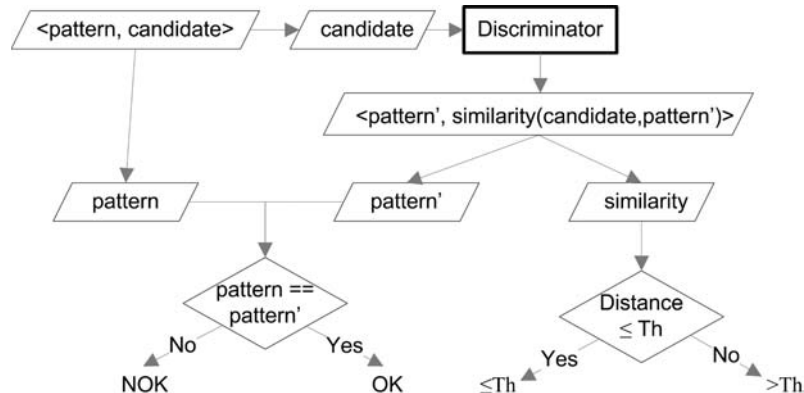 <pattern, candidate>
candidate
Discriminator
<pattern’, similarity(candidate,pattern’)>
pattern
pattern’
similarity
pattern ==
pattern’
Distance
≤ Th
No
Yes
Yes
No
NOK
OK
≤Th
>Th